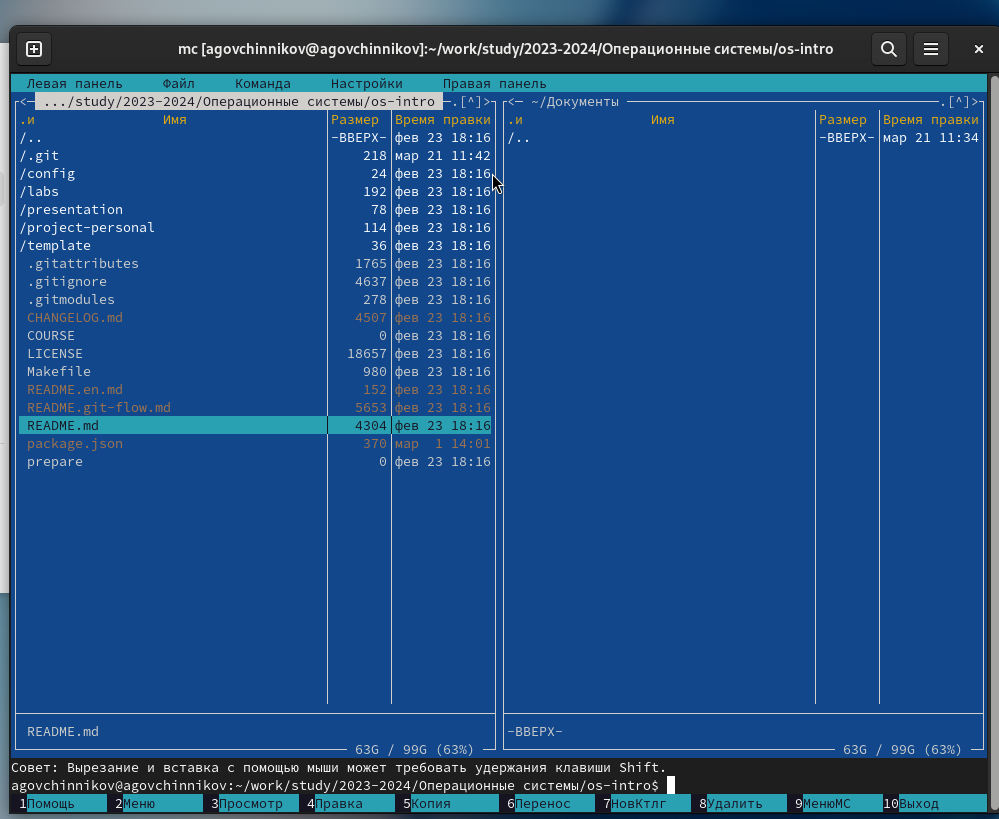 mc [agovchinnikov@agovchinnikov]:~/work/study/2023-2024/Операционные системы/os-intro
Левая панель Файл Команда Настройки Правая панель
<─ .../study/2023-2024/Операционные системы/os-intro ─.[^]>
.и Имя Размер Время правки
/.. -ВВЕРХ- фев 23 18:16
/.git 218 мар 21 11:42
/config 24 фев 23 18:16
/labs 192 фев 23 18:16
/presentation 78 фев 23 18:16
/project-personal 114 фев 23 18:16
/template 36 фев 23 18:16
.gitattributes 1765 фев 23 18:16
.gitignore 4637 фев 23 18:16
.gitmodules 278 фев 23 18:16
CHANGELOG.md 4507 фев 23 18:16
COURSE 0 фев 23 18:16
LICENSE 18657 фев 23 18:16
Makefile 980 фев 23 18:16
README.en.md 152 фев 23 18:16
README.git-flow.md 5653 фев 23 18:16
README.md 4304 фев 23 18:16
package.json 370 мар 1 14:01
prepare 0 фев 23 18:16
README.md
63G / 99G (63%)
<─ ~/Документы ─.[^]>
.и Имя Размер Время правки
/.. -ВВЕРХ- мар 21 11:34
-ВВЕРХ-
63G / 99G (63%)
Совет: Вырезание и вставка с помощью мыши может требовать удержания клавиши Shift.
agovchinnikov@agovchinnikov:~/work/study/2023-2024/Операционные системы/os-intro$
1Помощь 2Меню 3Просмотр 4Правка 5Копия 6Перенос 7НовКтлг 8Удалить 9МенюМС 10Выход